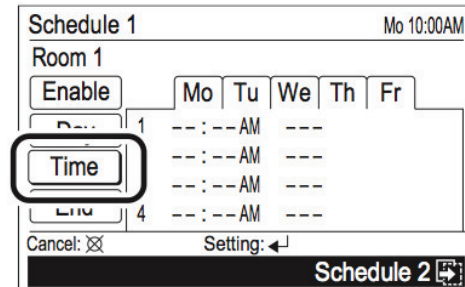 Schedule 1 Mo 10:00AM
Room 1
Enable Mo Tu We Th Fr
1 --:--AM ---
Time --:--AM ---
--:--AM ---
4 --:--AM ---
Cancel: Setting:
Schedule 2